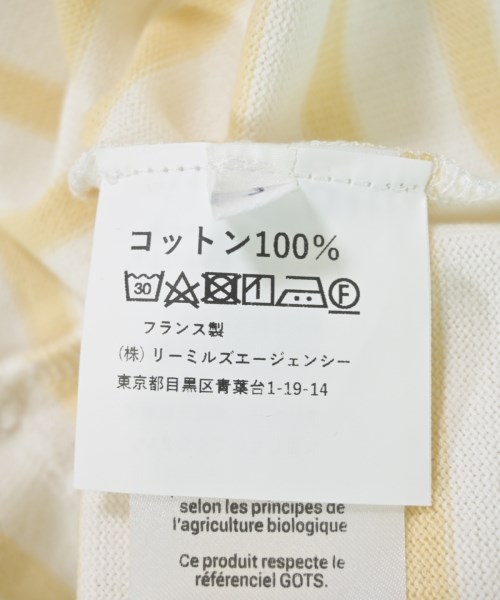 コットン100%
30 F
フランス製
(株) リーミルズエージェンシー
東京都目黒区青葉台1-19-14
selon les principes de
l'agriculture biologique
Ce produit respecte le
référenciel GOTS.